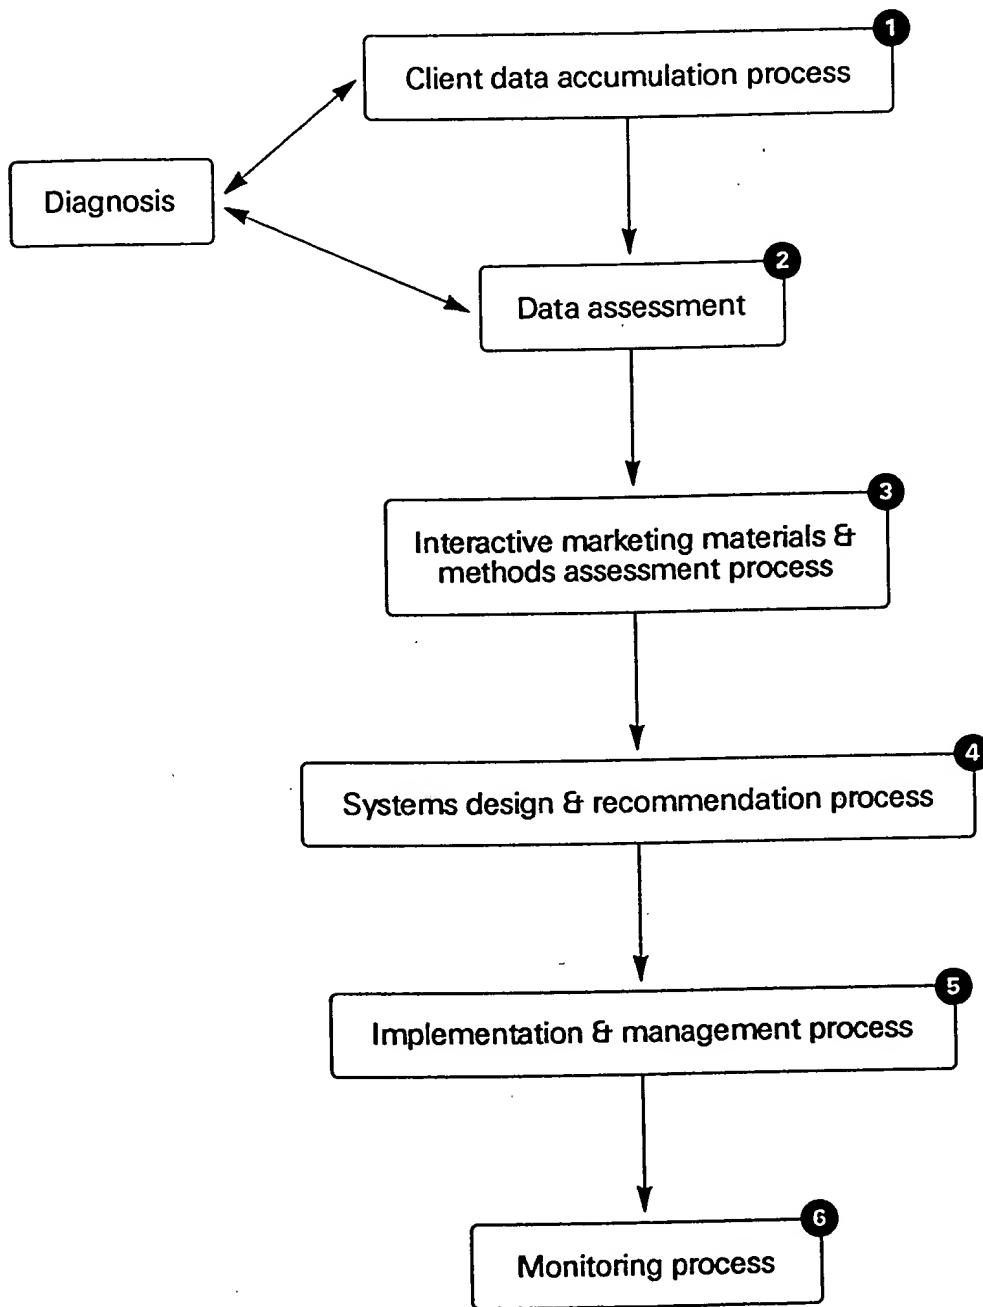 1
Client data accumulation process
Diagnosis
2
Data assessment
3
Interactive marketing materials &
methods assessment process
4
Systems design & recommendation process
5
Implementation & management process
6
Monitoring process